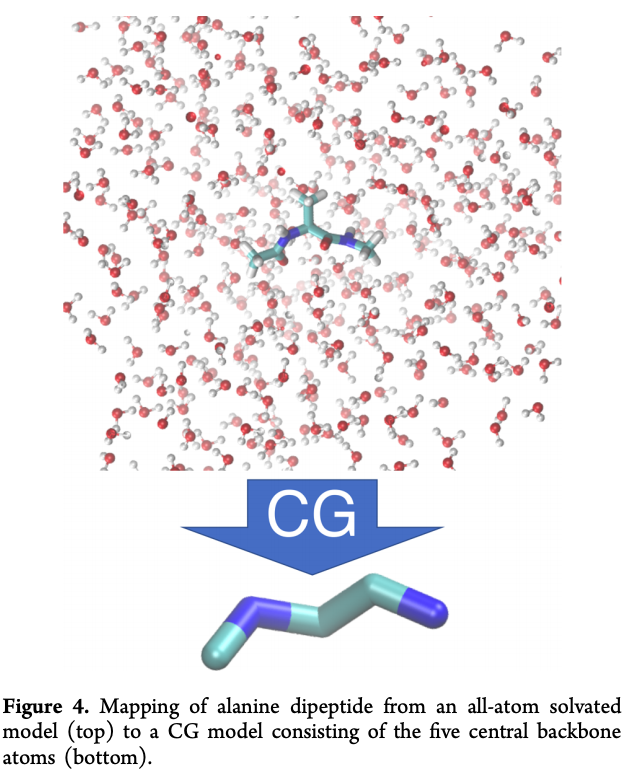 CG
Figure 4. Mapping of alanine dipeptide from an all-atom solvated
model (top) to a CG model consisting of the five central backbone
atoms (bottom).